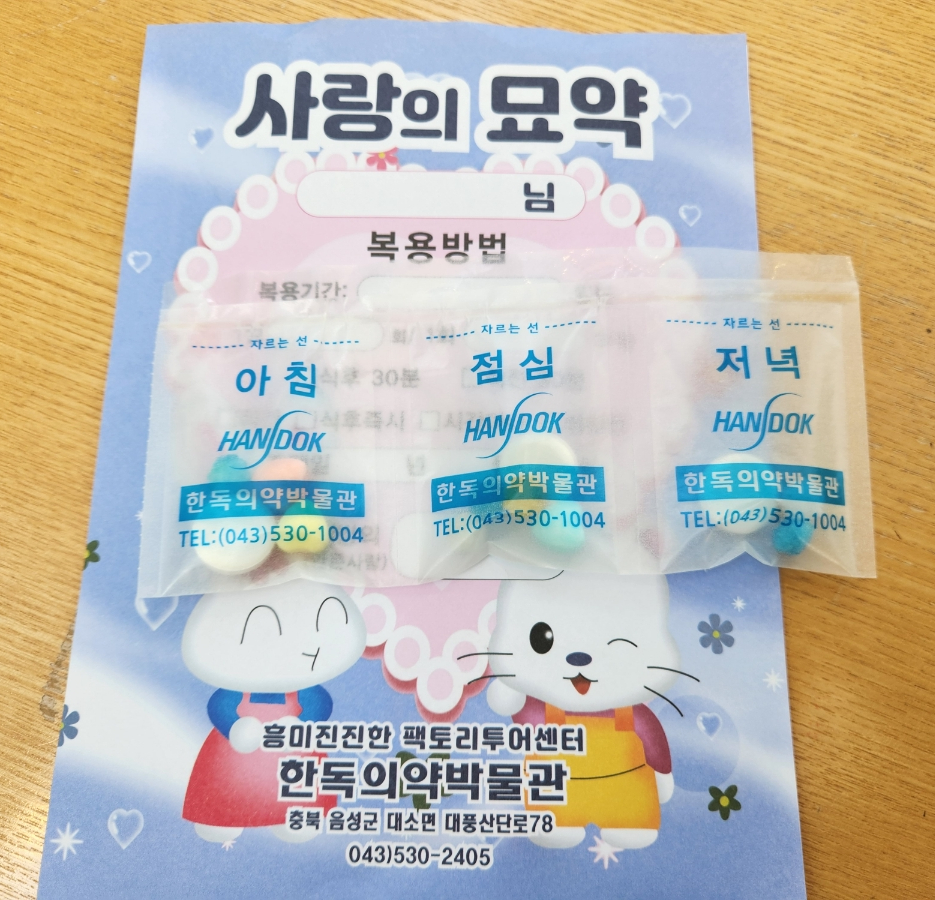 사랑의 묘약
님
복용방법
복용기간:
회/
식후 30분
식후즉시
자르는 선
아침
HANDOK
한독의약박물관
TEL:(043)530-1004
자르는 선
점심
HANDOK
한독의약박물관
TEL:(043)530-1004
자르는 선
저녁
HANDOK
한독의약박물관
TEL:(043)530-1004
흥미진진한 팩토리투어센터
한독의약박물관
충북 음성군 대소면 대풍산단로78
043)530-2405